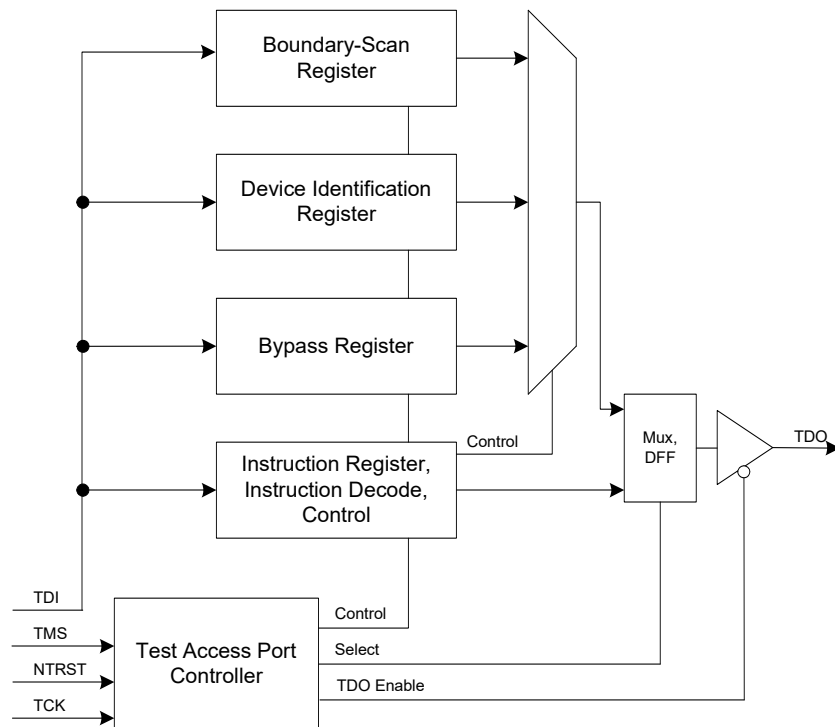 Boundary-Scan
Register
Device Identification
Register
Bypass Register
Control
Instruction Register,
Instruction Decode,
Control
Mux,
DFF
TDO
TDI
TMS
NTRST
TCK
Test Access Port
Controller
Control
Select
TDO Enable